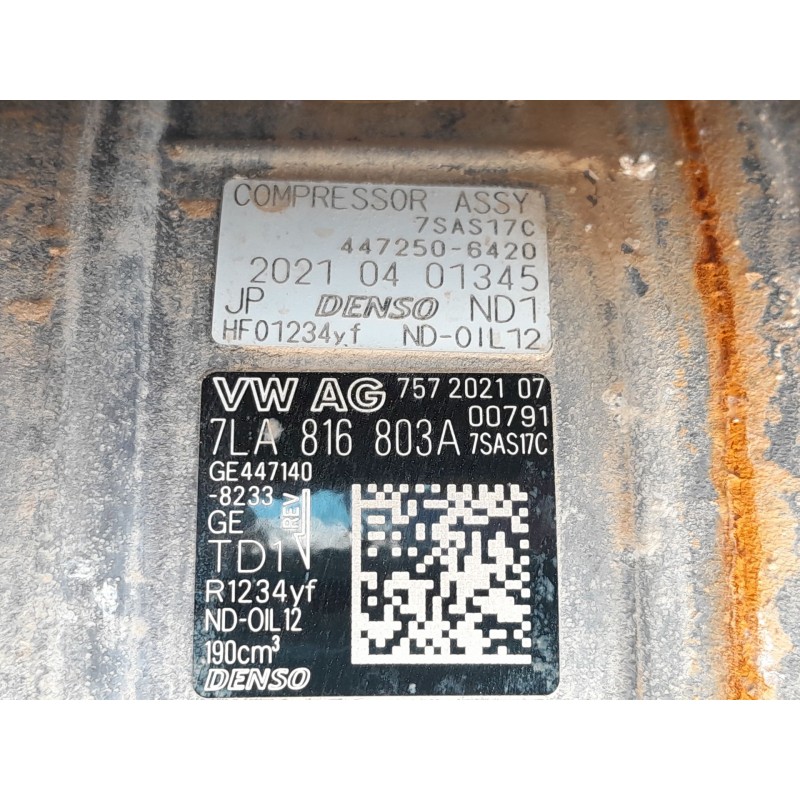 COMPRESSOR ASSY
7SAS17C
447250-6420
2021 04 01345
JP DENSO ND1
HFO1234yf ND-OIL12
VW AG 757 2021 07
00791
7LA 816 803A 7SAS17C
GE447140
-8233
GE
REV
TD1
R1234yf
ND-OIL12
190cm³
DENSO